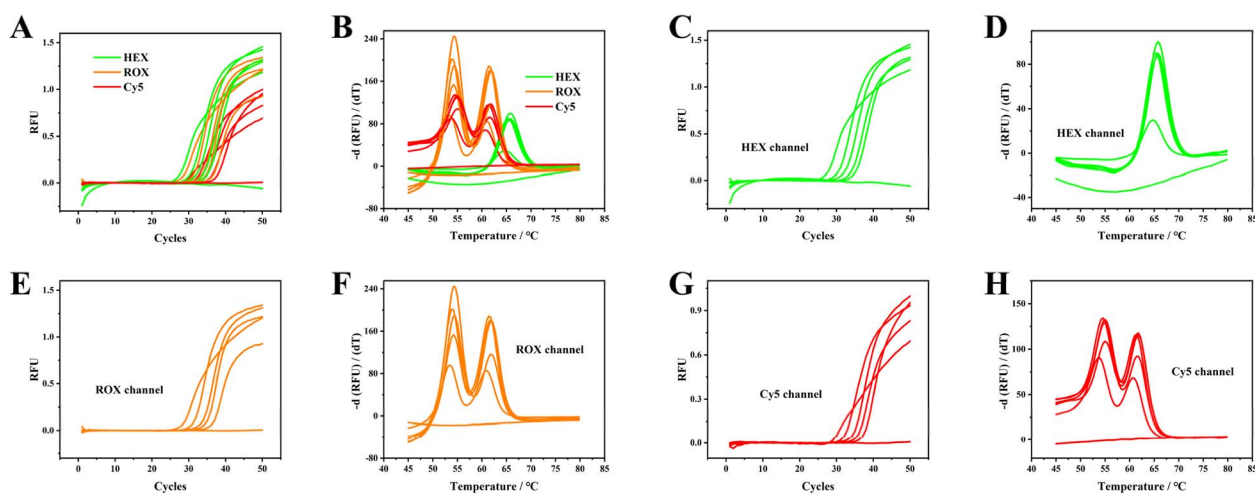 A
B
C
D
HEX
ROX
Cy5
RFU
1.5
1.0
0.5
0.0
0 10 20 30 40 50
Cycles
HEX
ROX
Cy5
-d (RFU) / (dT)
240
160
80
0
-80
40 45 50 55 60 65 70 75 80 85
Temperature / °C
HEX channel
RFU
1.5
1.0
0.5
0.0
0 10 20 30 40 50
Cycles
HEX channel
-d (RFU) / (dT)
80
40
0
-40
40 45 50 55 60 65 70 75 80 85
Temperature / °C
E
F
G
H
ROX channel
RFU
1.5
1.0
0.5
0.0
0 10 20 30 40 50
Cycles
ROX channel
-d (RFU) / (dT)
240
160
80
0
-80
40 45 50 55 60 65 70 75 80 85
Temperature / °C
Cy5 channel
RFU
0.9
0.6
0.3
0.0
0 10 20 30 40 50
Cycles
Cy5 channel
-d (RFU) / (dT)
150
100
50
0
40 45 50 55 60 65 70 75 80 85
Temperature / °C